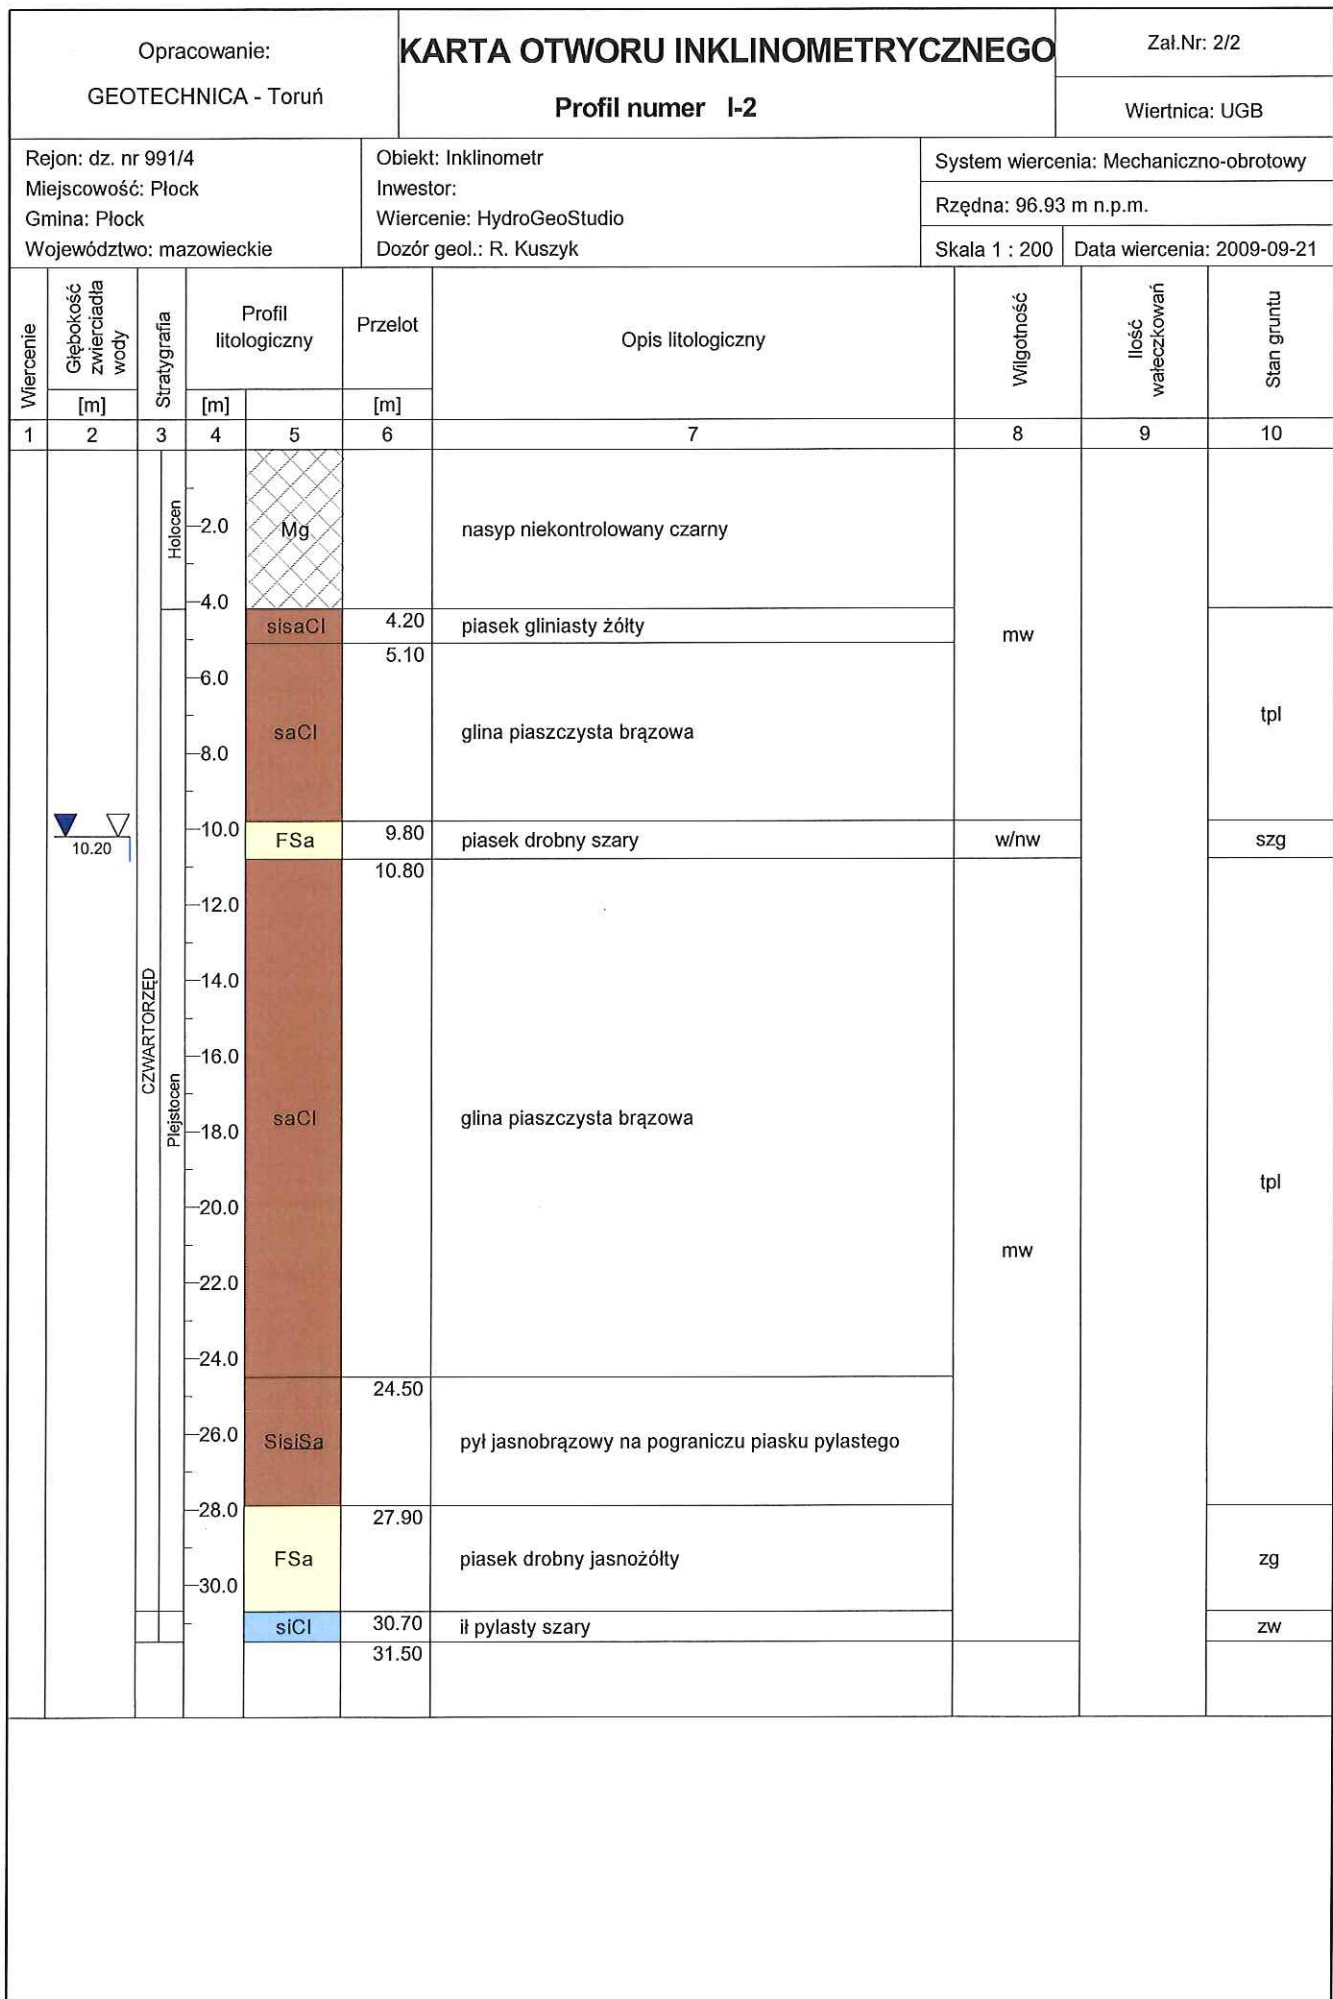 Opracowanie:
GEOTECHNICA - Toruń
KARTA OTWORU INKLINOMETRYCZNEGO
Profil numer I-2
Zał.Nr: 2/2
Wiertnica: UGB
Rejon: dz. nr 991/4
Miejscowość: Płock
Gmina: Płock
Województwo: mazowieckie
Obiekt: Inklinometr
Inwestor:
Wiercenie: HydroGeoStudio
Dozór geol.: R. Kuszyk
System wiercenia: Mechaniczno-obrotowy
Rzędna: 96.93 m n.p.m.
Skala 1 : 200
Data wiercenia: 2009-09-21
Wiercenie
Głębokość
zwierciadła
wody
[m]
Stratygrafia
Profil
litologiczny
[m]
Przelot
[m]
Opis litologiczny
Wilgotność
Ilość
wałeczkowań
Stan gruntu
1 2 3 4 5 6 7 8 9 10
Holocen
2.0
Mg
nasyp niekontrolowany czarny
4.0
sisaCl
4.20
piasek gliniasty żółty
mw
5.10
6.0
saCl
glina piaszczysta brązowa
tpl
8.0
10.0
10.20
FSa
9.80
piasek drobny szary
w/nw
szg
10.80
12.0
14.0
CZWARTORZĘD
16.0
Plejstocen
saCl
glina piaszczysta brązowa
18.0
tpl
20.0
mw
22.0
24.0
24.50
26.0
SisiSa
pył jasnobrązowy na pograniczu piasku pylastego
28.0
27.90
FSa
piasek drobny jasnożółty
zg
30.0
siCl
30.70
ił pylasty szary
zw
31.50